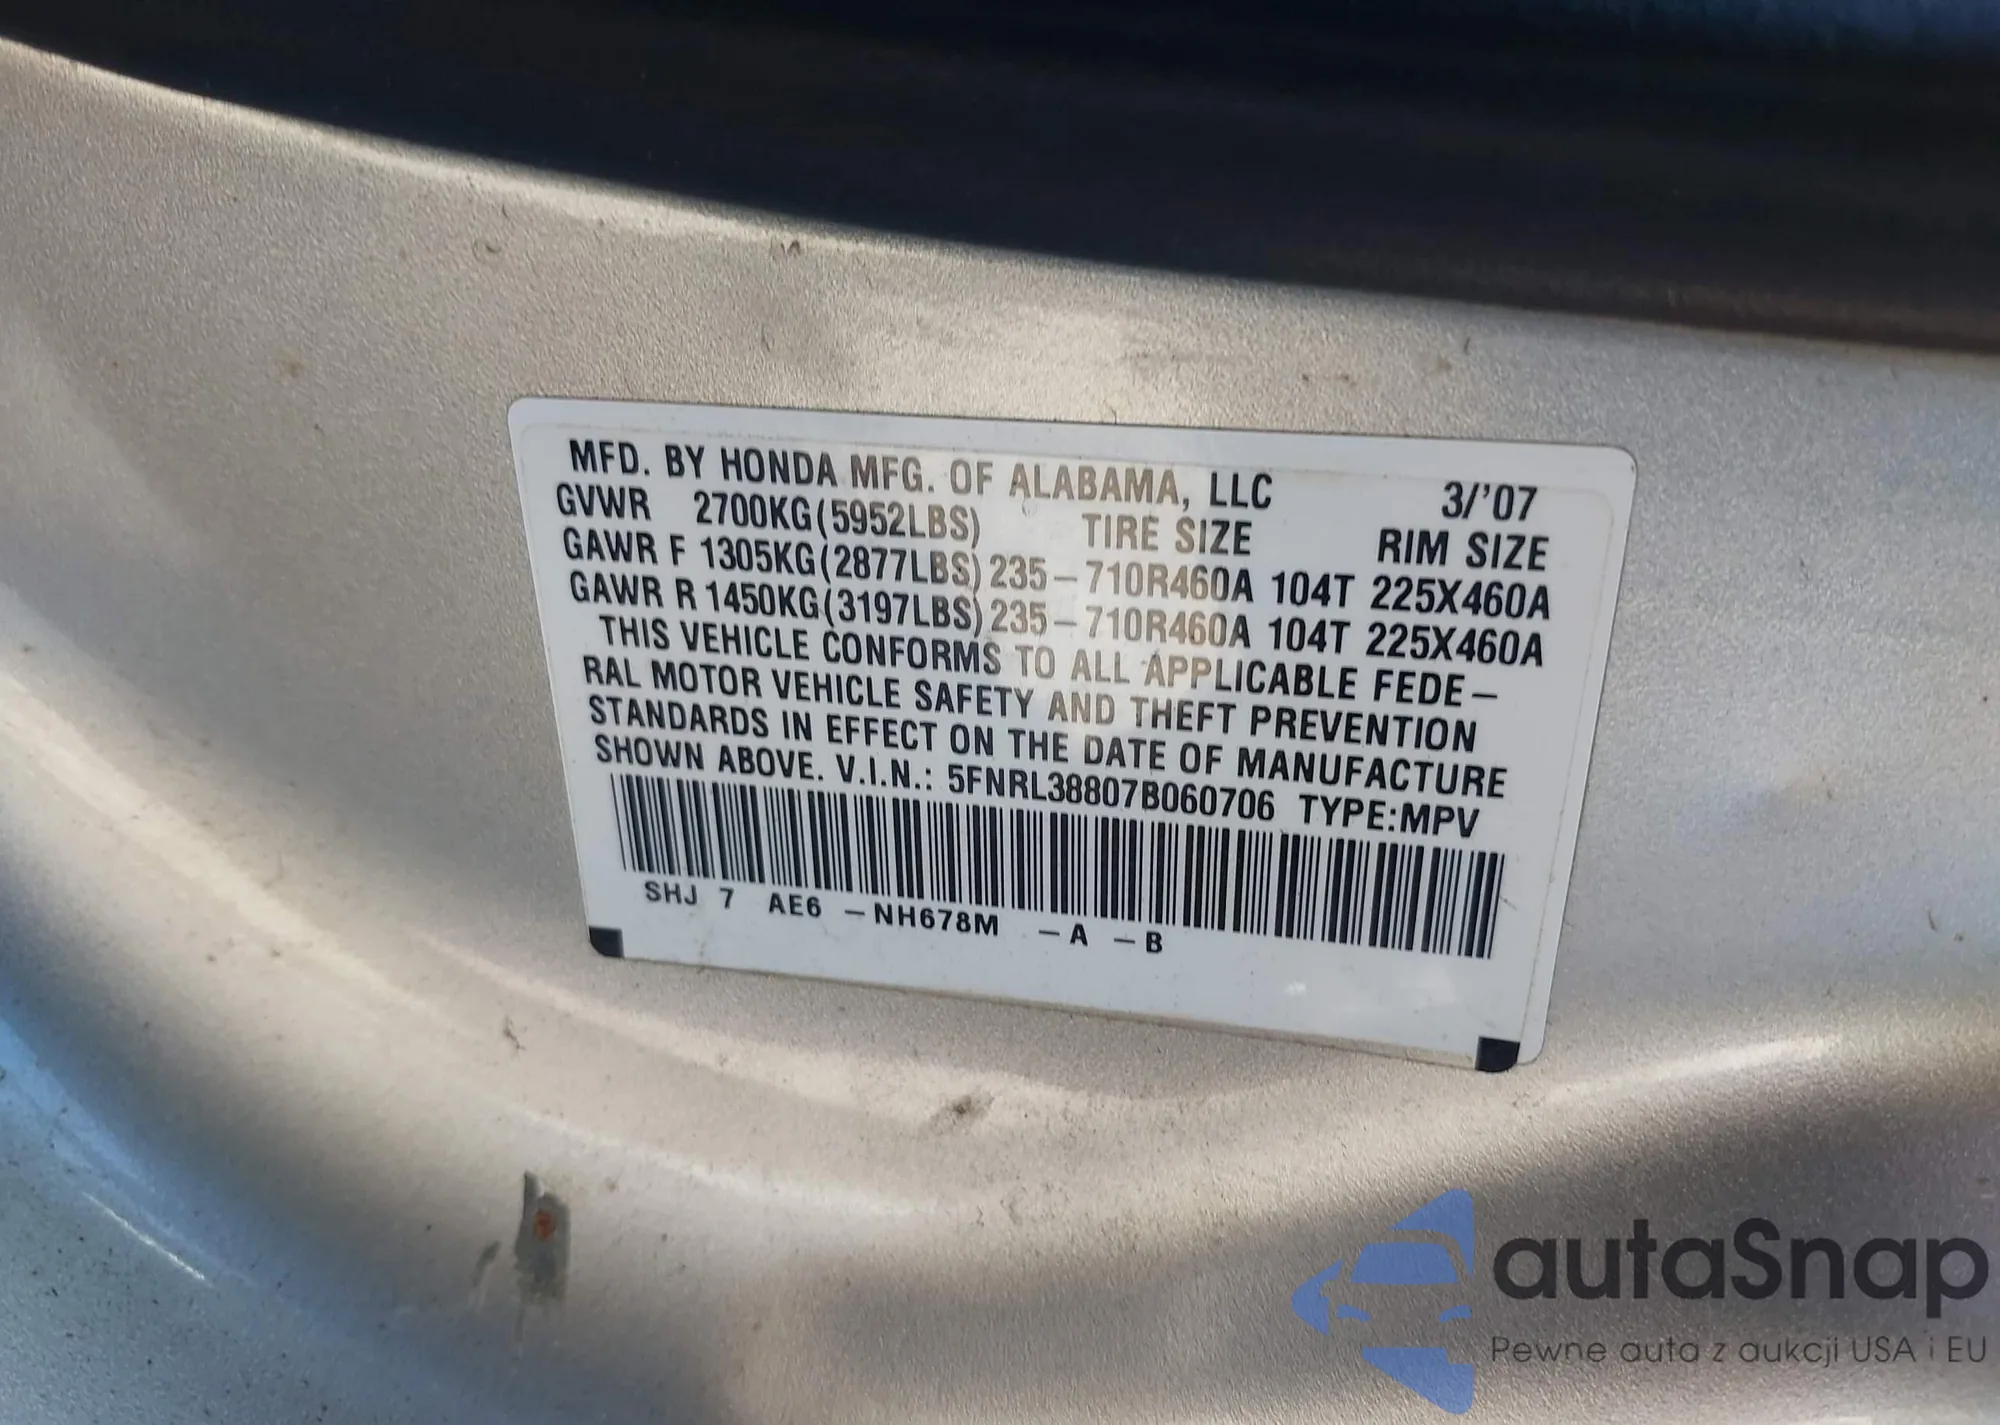 MFD. BY HONDA MFG. OF ALABAMA, LLC 3/'07
GVWR 2700KG(5952LBS) TIRE SIZE RIM SIZE
GAWR F 1305KG(2877LBS) 235-710R460A 104T 225X460A
GAWR R 1450KG(3197LBS) 235-710R460A 104T 225X460A
THIS VEHICLE CONFORMS TO ALL APPLICABLE FEDE-
RAL MOTOR VEHICLE SAFETY AND THEFT PREVENTION
STANDARDS IN EFFECT ON THE DATE OF MANUFACTURE
SHOWN ABOVE. V.I.N.: 5FNRL38807B060706 TYPE:MPV
SHJ 7 AE6 -NH678M -A -B
autaSnap
Pewne auta z aukcji USA i EU